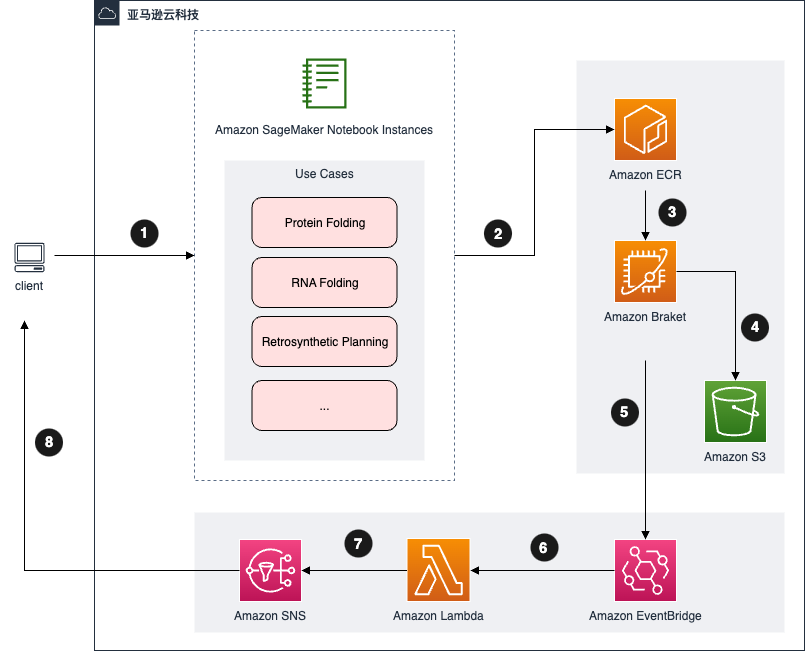 亚马逊云科技
Amazon SageMaker Notebook Instances
Use Cases
Protein Folding
RNA Folding
Retrosynthetic Planning
...
client
1
2
Amazon ECR
3
Amazon Braket
4
Amazon S3
5
Amazon EventBridge
6
Amazon Lambda
7
Amazon SNS
8